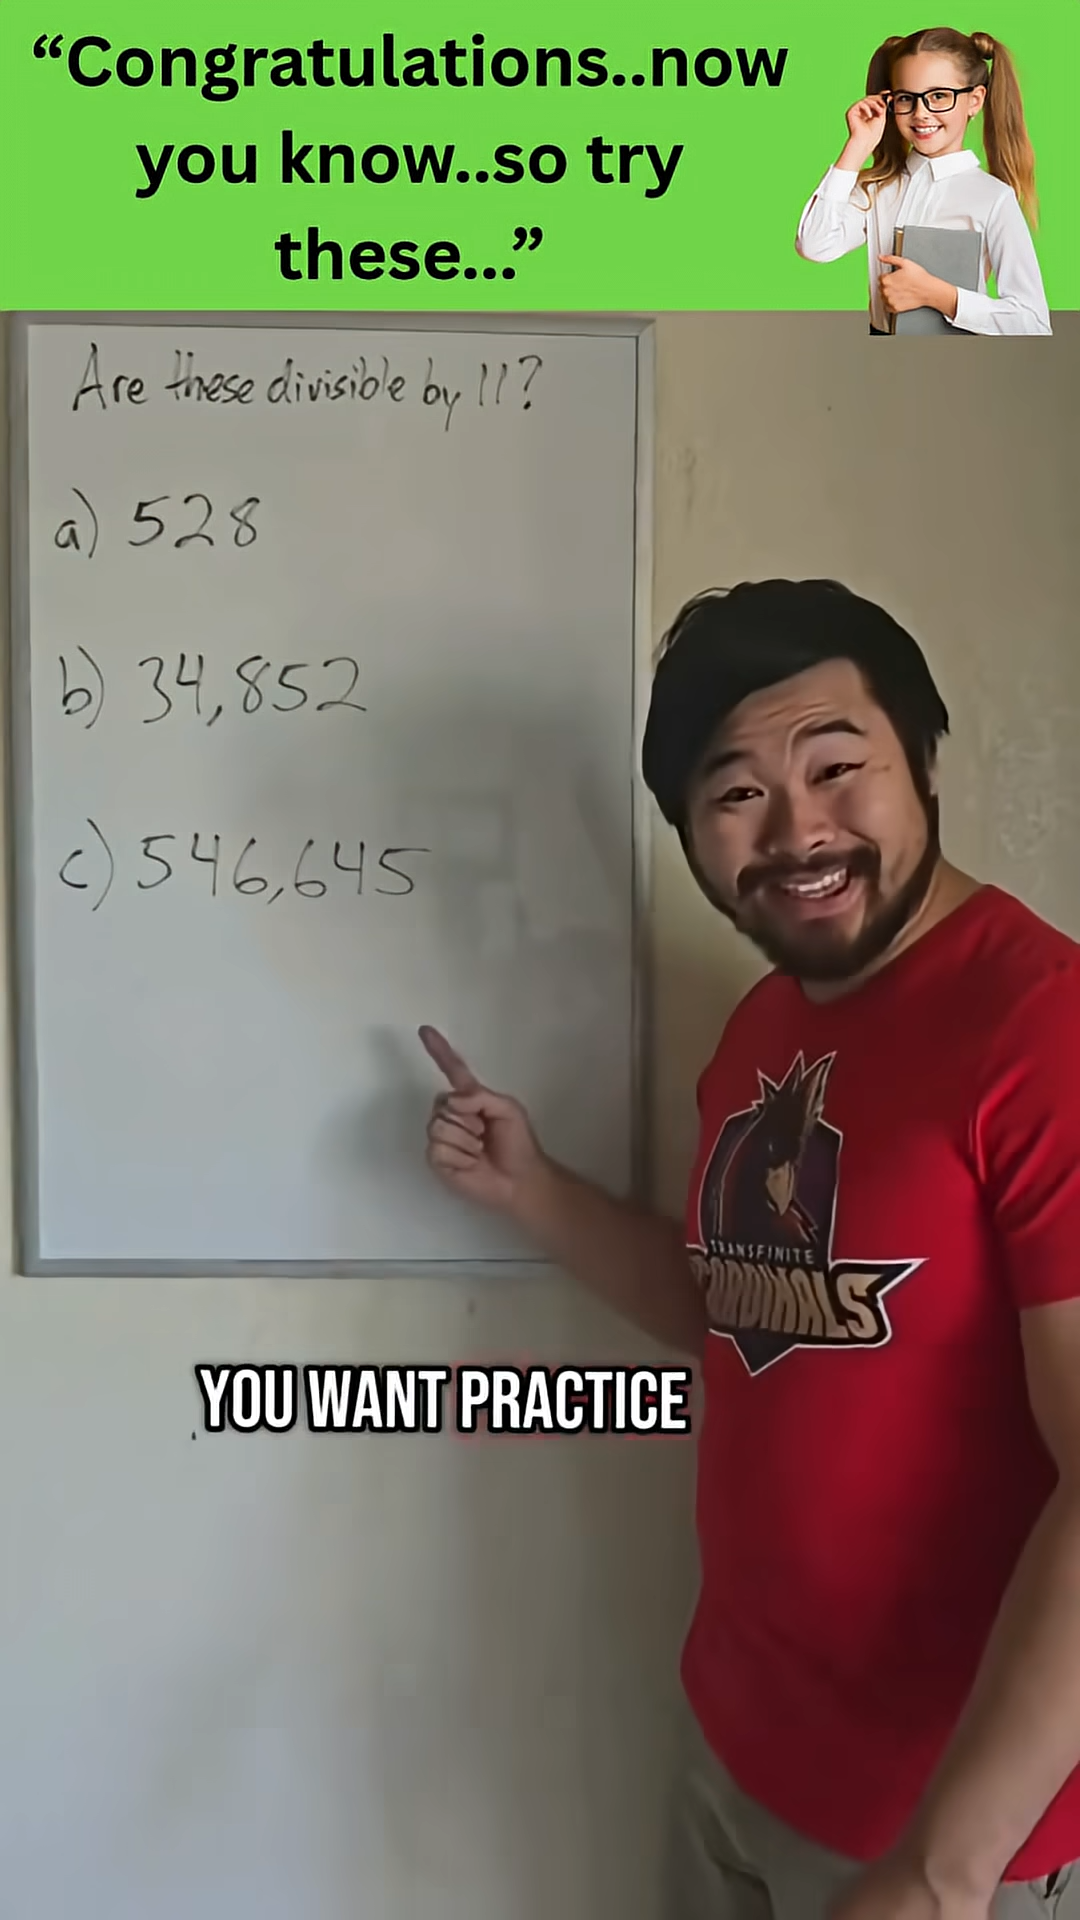 “Congratulations..now
you know..so try
these...”
Are these divisible by 11?
a) 528
b) 34,852
c) 546,645
TRANSFINITE
CARDINALS
YOU WANT PRACTICE